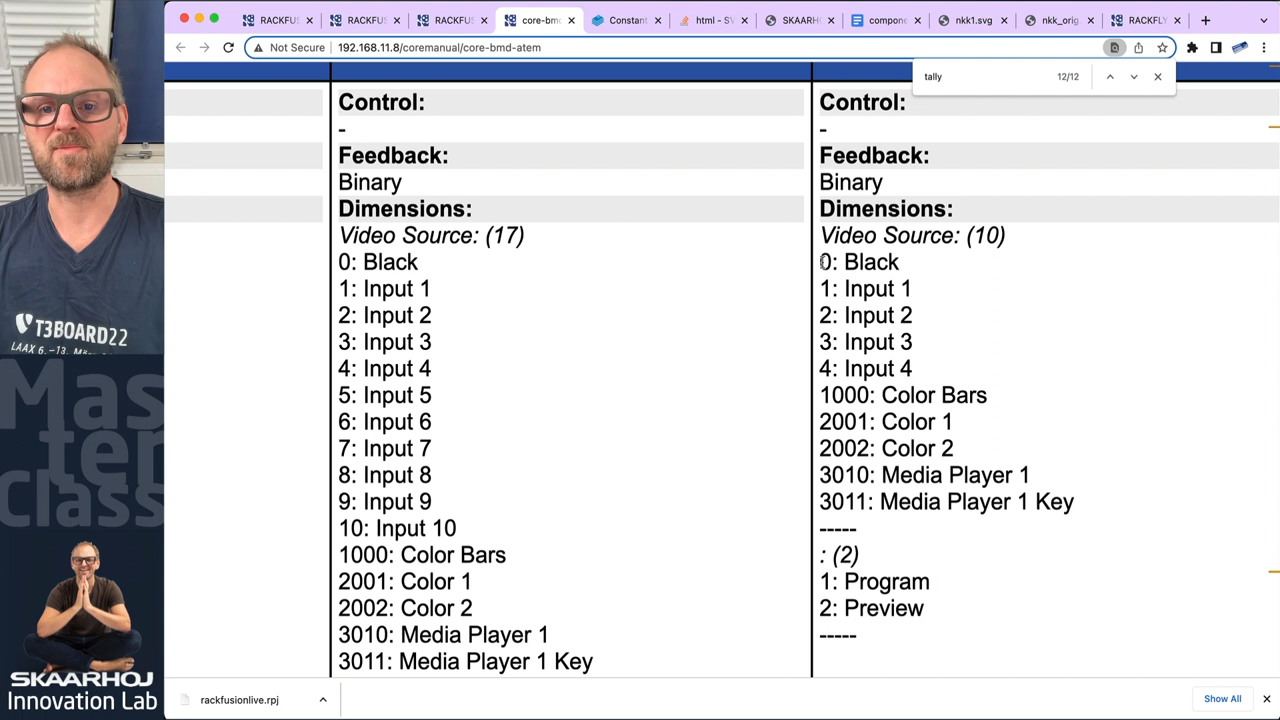 RACKFUS
RACKFUS
RACKFUS
core-bmd
Constant
html - SV
SKAARHO
compone
nkk1.svg
nkk_orig
RACKFLY
Not Secure
192.168.11.8/coremanual/core-bmd-atem
tally
12/12
Control:
-
Feedback:
Binary
Dimensions:
Video Source: (17)
0: Black
1: Input 1
2: Input 2
3: Input 3
4: Input 4
5: Input 5
6: Input 6
7: Input 7
8: Input 8
9: Input 9
10: Input 10
1000: Color Bars
2001: Color 1
2002: Color 2
3010: Media Player 1
3011: Media Player 1 Key
Control:
-
Feedback:
Binary
Dimensions:
Video Source: (10)
0: Black
1: Input 1
2: Input 2
3: Input 3
4: Input 4
1000: Color Bars
2001: Color 1
2002: Color 2
3010: Media Player 1
3011: Media Player 1 Key
-----
: (2)
1: Program
2: Preview
-----
T3BOARD22
Mas
ter
Class
SKAARHOJ
Innovation Lab
rackfusionlive.rpj
Show All